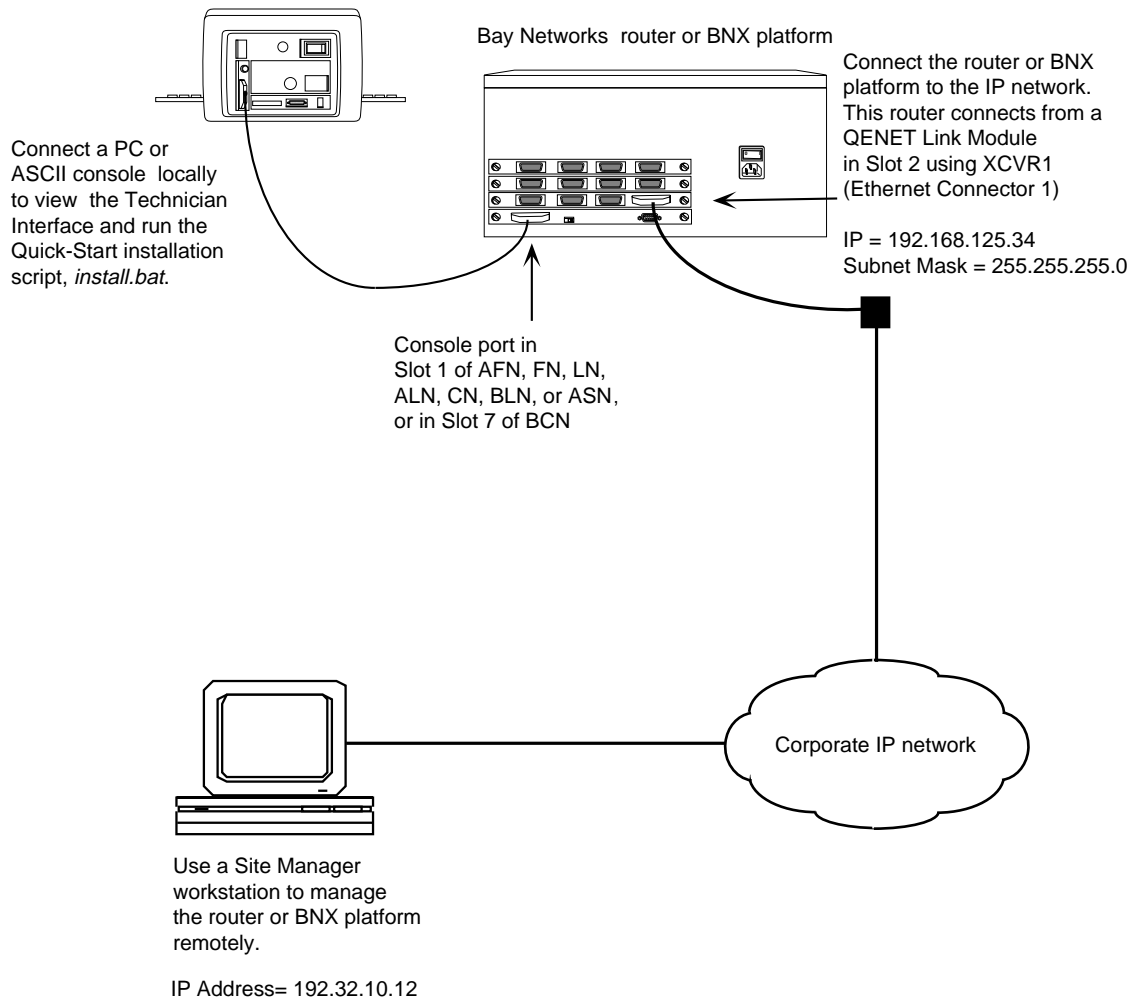 Bay Networks router or BNX platform
Connect the router or BNX
platform to the IP network.
This router connects from a
QENET Link Module
in Slot 2 using XCVR1
(Ethernet Connector 1)
IP = 192.168.125.34
Subnet Mask = 255.255.255.0
Connect a PC or
ASCII console locally
to view the Technician
Interface and run the
Quick-Start installation
script, install.bat.
Console port in
Slot 1 of AFN, FN, LN,
ALN, CN, BLN, or ASN,
or in Slot 7 of BCN
Corporate IP network
Use a Site Manager
workstation to manage
the router or BNX platform
remotely.
IP Address= 192.32.10.12